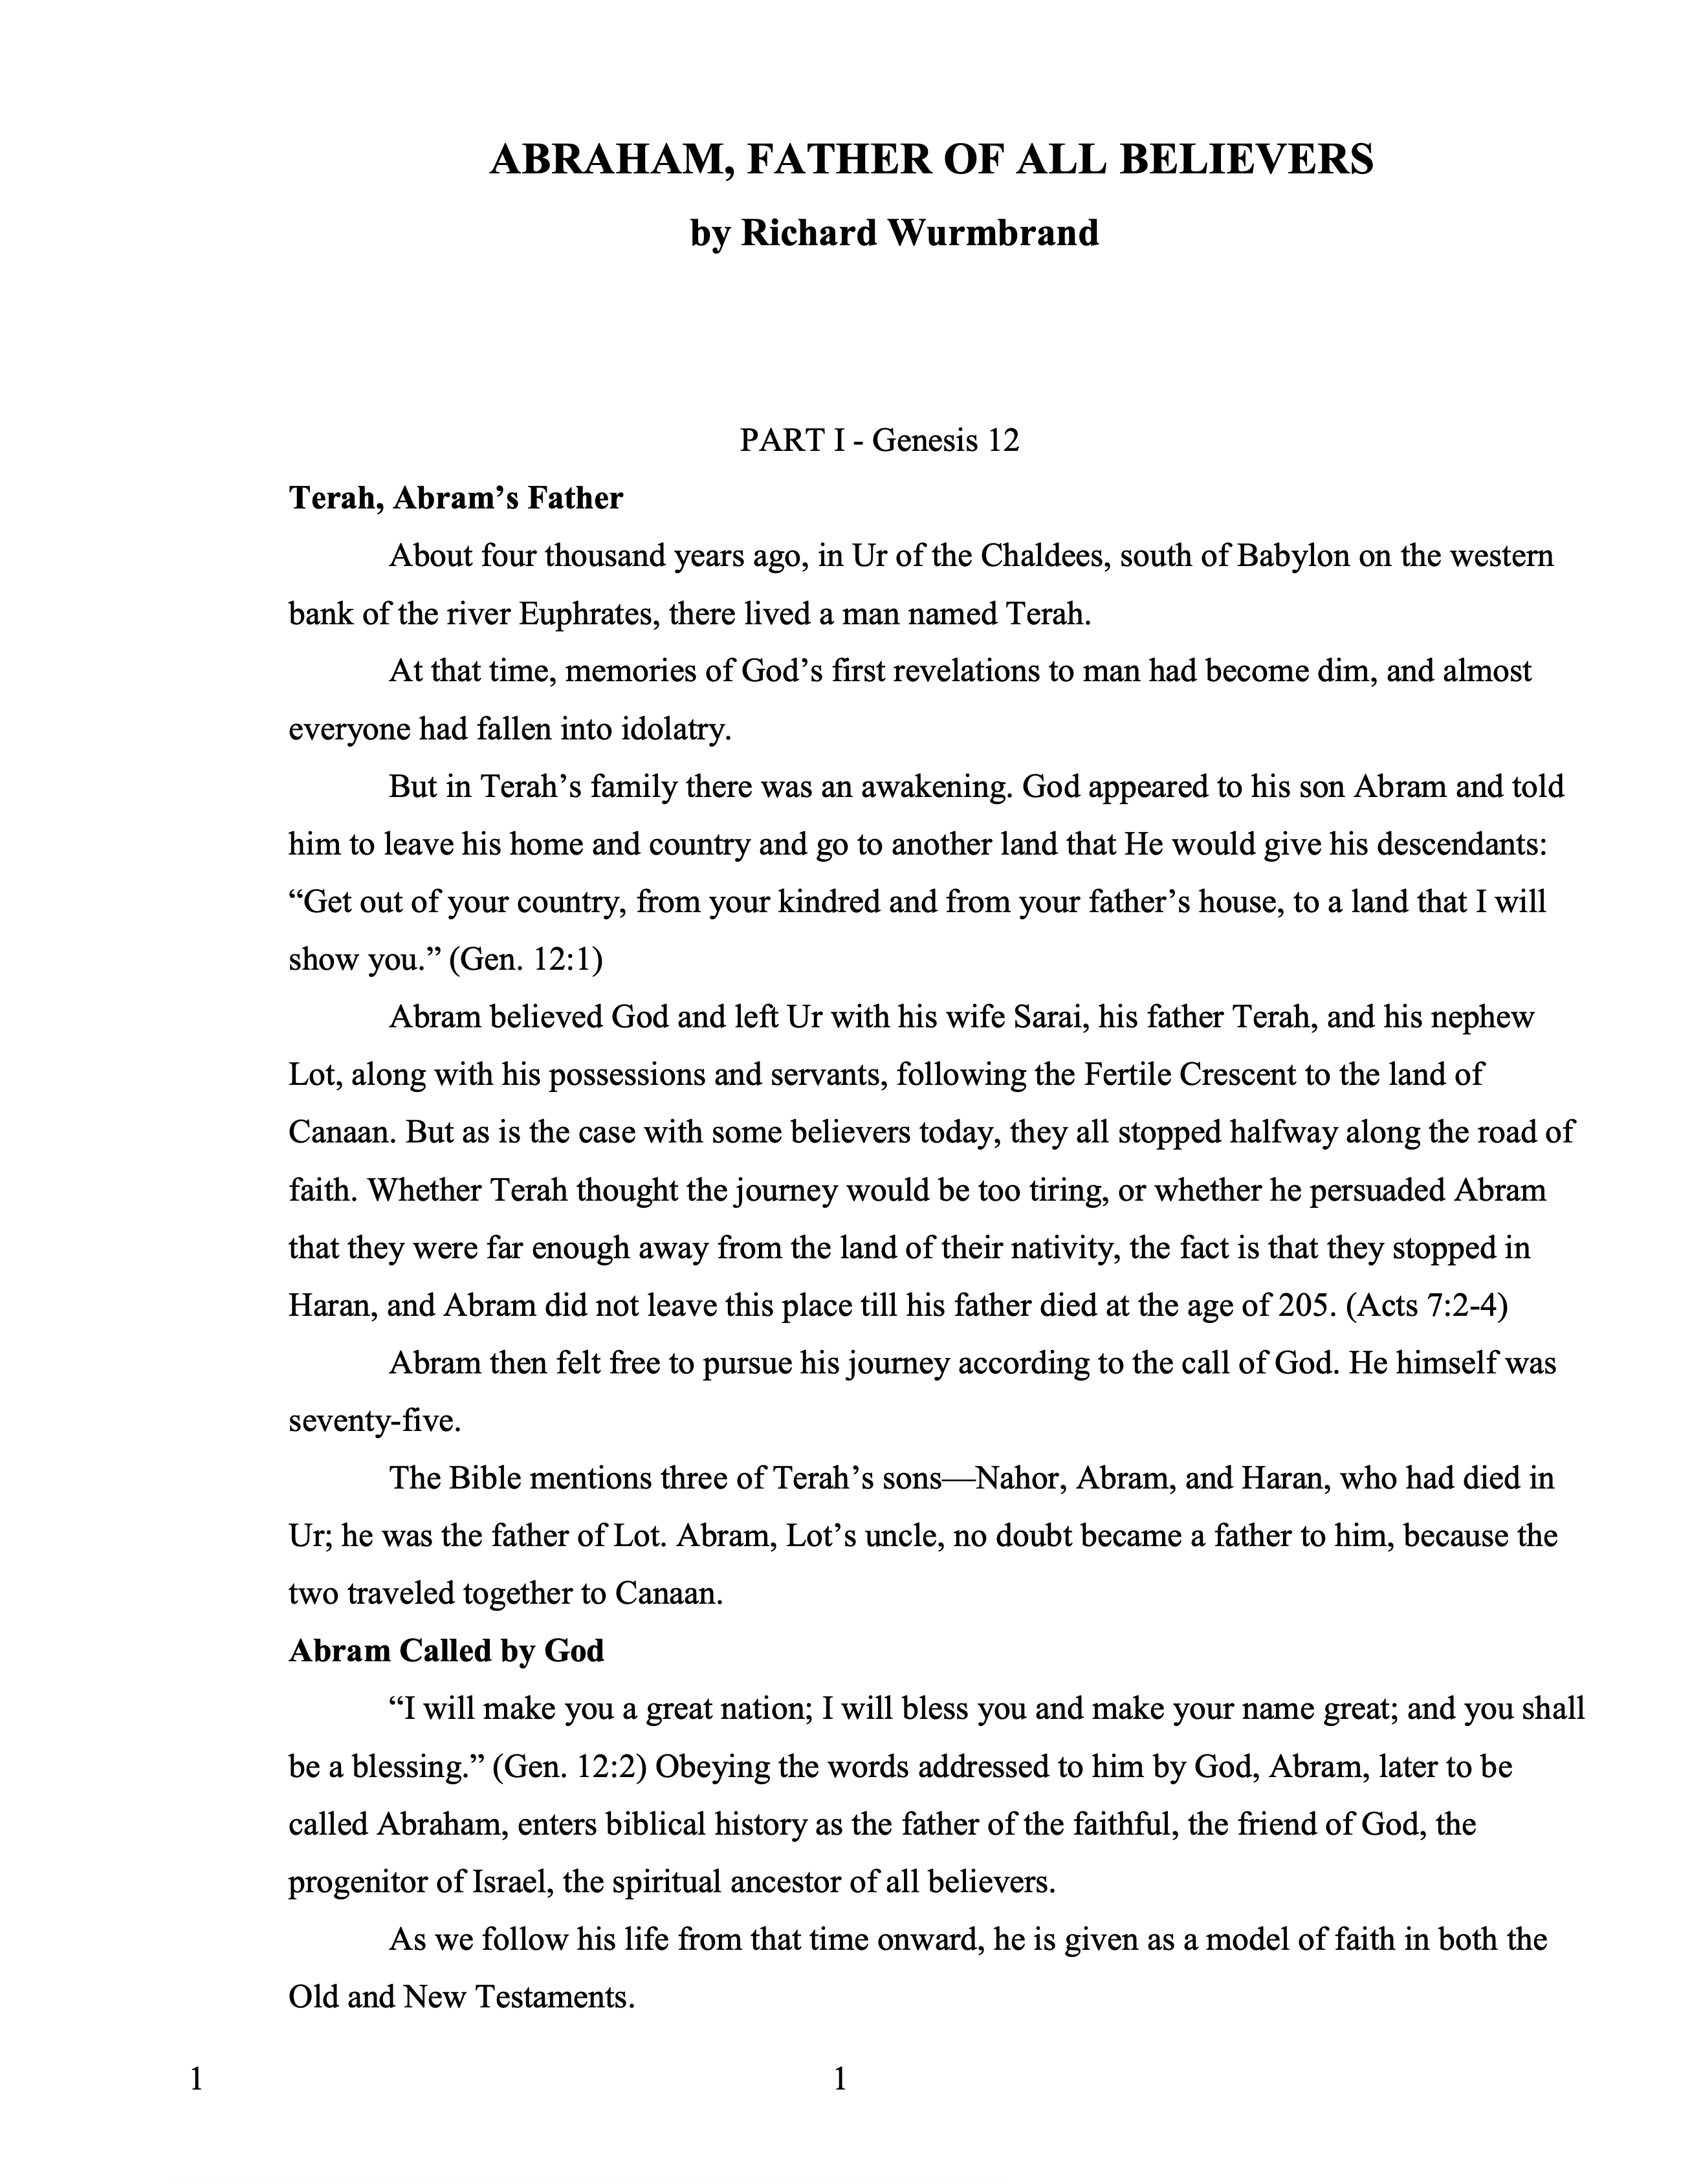 ABRAHAM, FATHER OF ALL BELIEVERS
by Richard Wurmbrand
PART I - Genesis 12
Terah, Abram’s Father
About four thousand years ago, in Ur of the Chaldees, south of Babylon on the western
bank of the river Euphrates, there lived a man named Terah.
At that time, memories of God’s first revelations to man had become dim, and almost
everyone had fallen into idolatry.
But in Terah’s family there was an awakening. God appeared to his son Abram and told
him to leave his home and country and go to another land that He would give his descendants:
“Get out of your country, from your kindred and from your father’s house, to a land that I will
show you.” (Gen. 12:1)
Abram believed God and left Ur with his wife Sarai, his father Terah, and his nephew
Lot, along with his possessions and servants, following the Fertile Crescent to the land of
Canaan. But as is the case with some believers today, they all stopped halfway along the road of
faith. Whether Terah thought the journey would be too tiring, or whether he persuaded Abram
that they were far enough away from the land of their nativity, the fact is that they stopped in
Haran, and Abram did not leave this place till his father died at the age of 205. (Acts 7:2-4)
Abram then felt free to pursue his journey according to the call of God. He himself was
seventy-five.
The Bible mentions three of Terah’s sons—Nahor, Abram, and Haran, who had died in
Ur; he was the father of Lot. Abram, Lot’s uncle, no doubt became a father to him, because the
two traveled together to Canaan.
Abram Called by God
“I will make you a great nation; I will bless you and make your name great; and you shall
be a blessing.” (Gen. 12:2) Obeying the words addressed to him by God, Abram, later to be
called Abraham, enters biblical history as the father of the faithful, the friend of God, the
progenitor of Israel, the spiritual ancestor of all believers.
As we follow his life from that time onward, he is given as a model of faith in both the
Old and New Testaments.
1 1